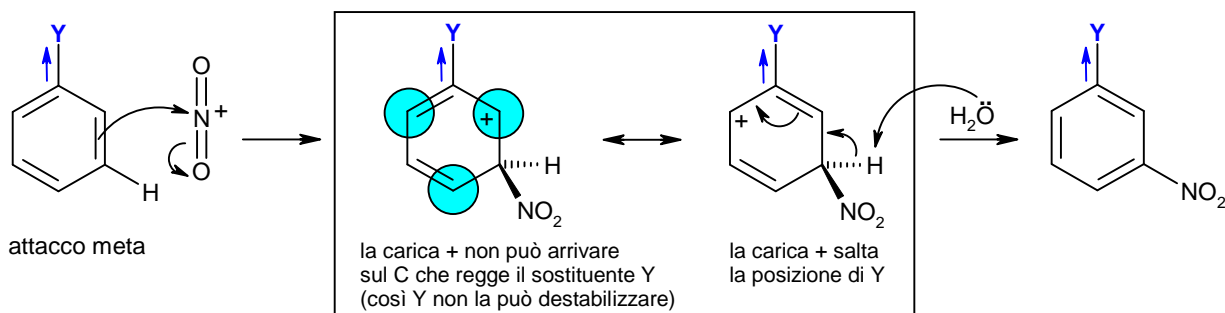 Y
O
N
+
O
H
attacco meta
Y
+
H
NO2
la carica + non può arrivare
sul C che regge il sostituente Y
(così Y non la può destabilizzare)
Y
+
H
NO2
la carica + salta
la posizione di Y
H2Ö
Y
NO2